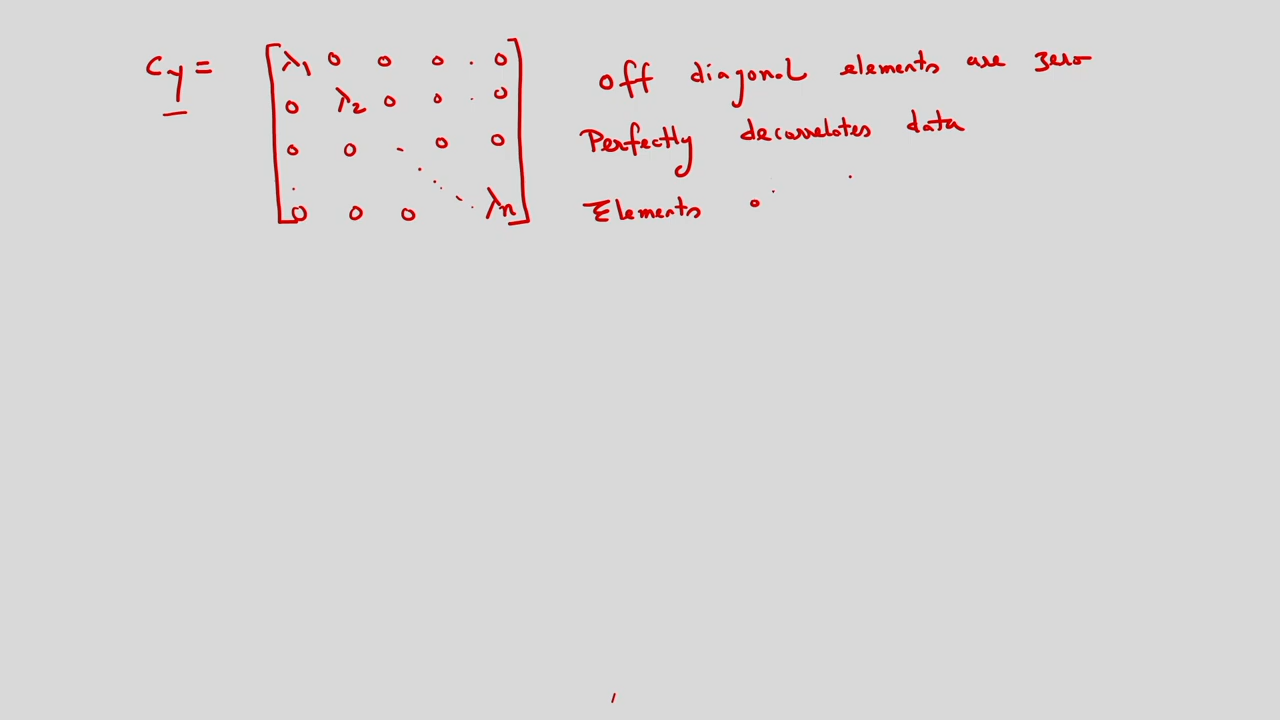 Cy = [λ1 0 0 0 . 0] off diagonal elements are zero
[0 λ2 0 0 . 0]
[0 0 . 0 0] Perfectly decorrelates data
[0 0 0 . λn] Elements o